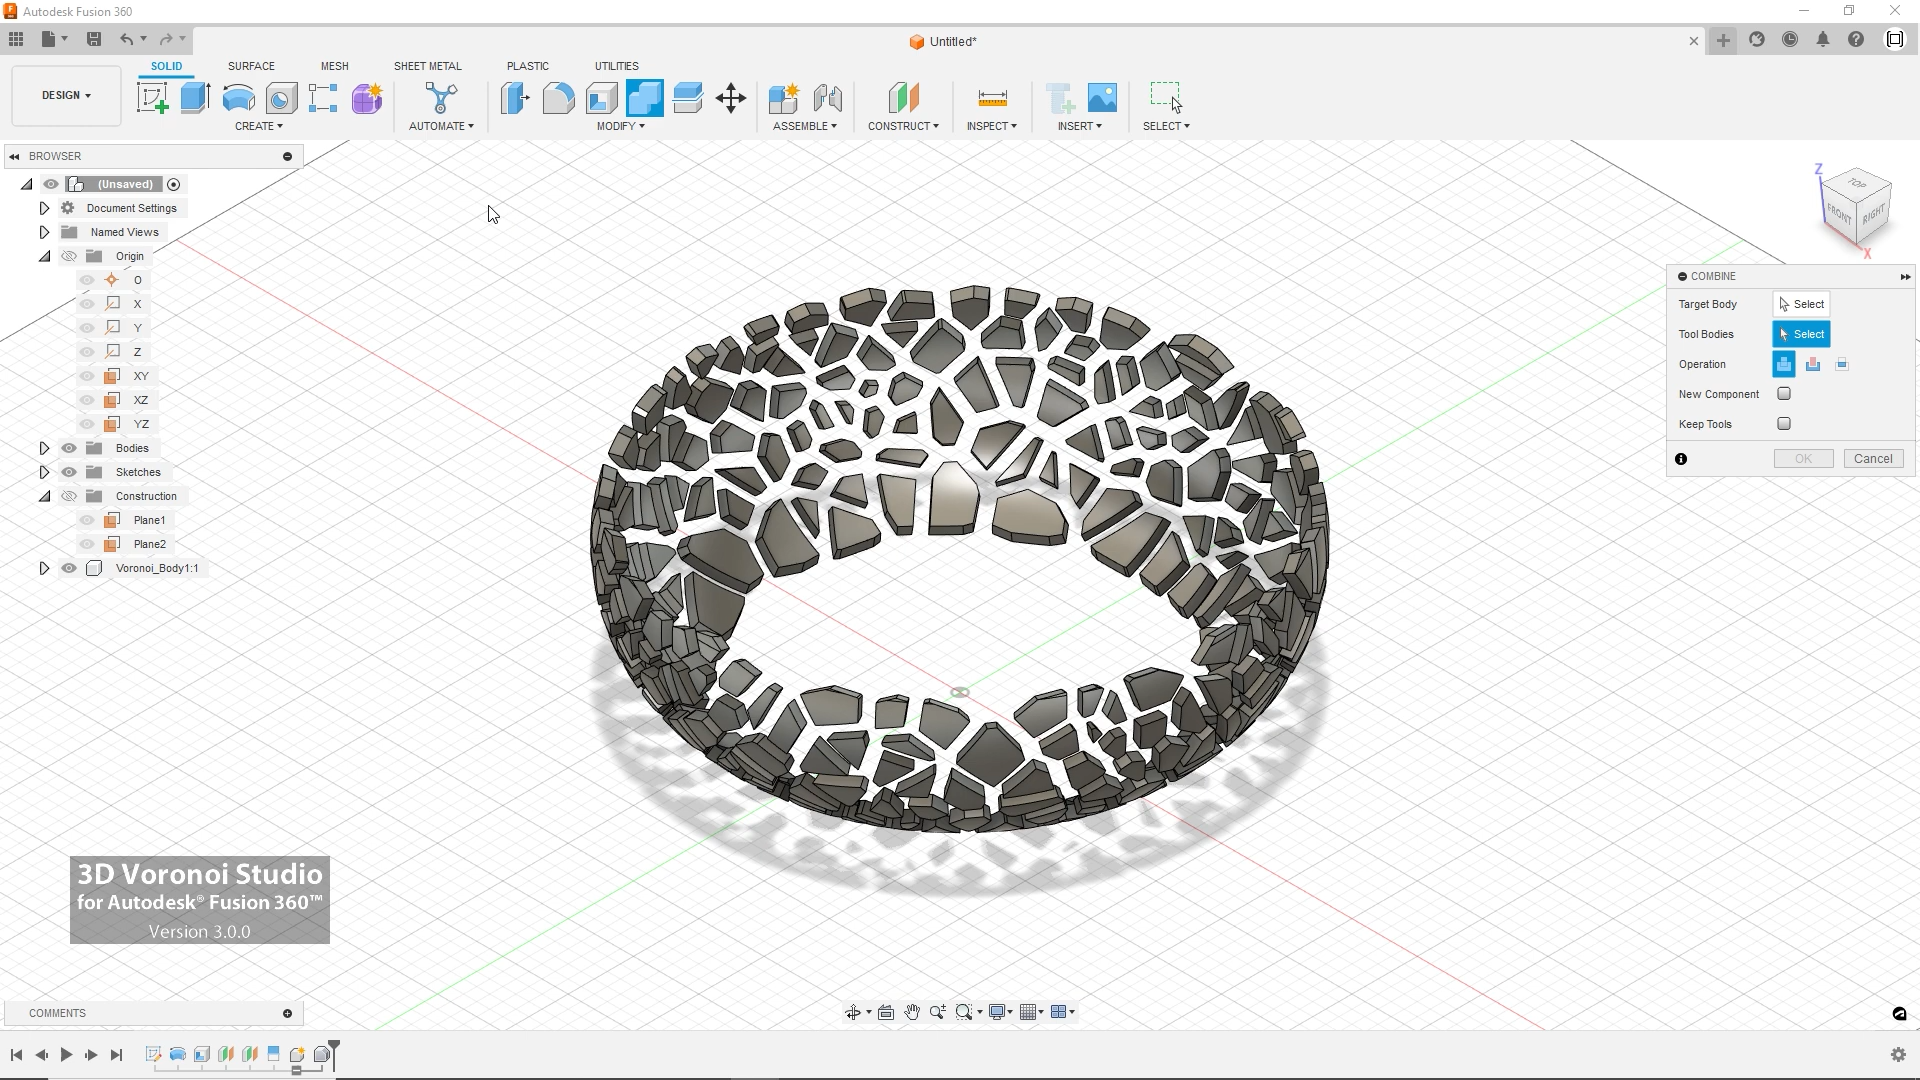 Autodesk Fusion 360
Untitled*
SOLID SURFACE MESH SHEET METAL PLASTIC UTILITIES
DESIGN
CREATE AUTOMATE MODIFY ASSEMBLE CONSTRUCT INSPECT INSERT SELECT
BROWSER
(Unsaved)
Document Settings
Named Views
Origin
O
X
Y
Z
XY
XZ
YZ
Bodies
Sketches
Construction
Plane1
Plane2
Voronoi_Body1:1
Z
TOP
FRONT RIGHT
X
COMBINE
Target Body Select
Tool Bodies Select
Operation
New Component
Keep Tools
OK Cancel
3D Voronoi Studio
for Autodesk® Fusion 360™
Version 3.0.0
COMMENTS